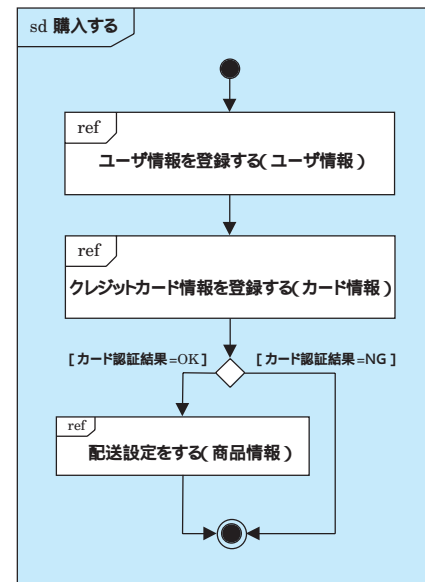 sd 購入する
ref
ユーザ情報を登録する(ユーザ情報)
ref
クレジットカード情報を登録する(カード情報)
[カード認証結果=OK]
[カード認証結果=NG]
ref
配送設定をする(商品情報)